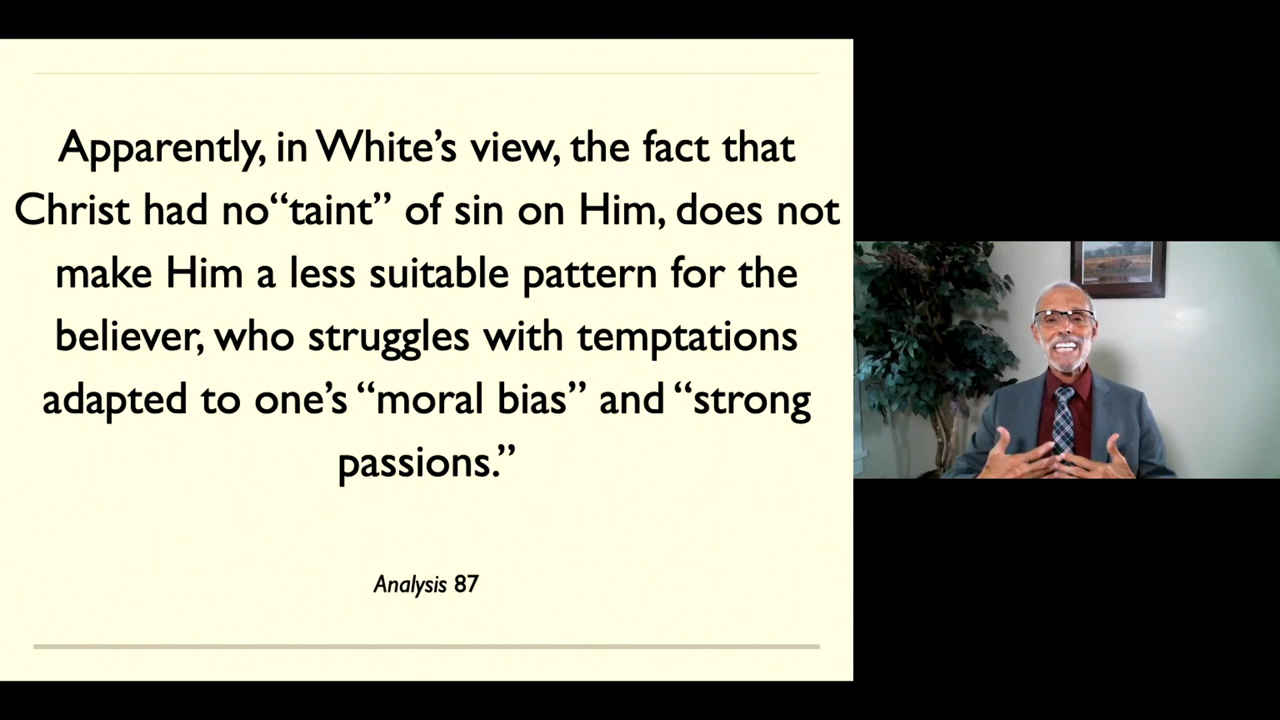 Apparently, in White’s view, the fact that
Christ had no“taint” of sin on Him, does not
make Him a less suitable pattern for the
believer, who struggles with temptations
adapted to one’s “moral bias” and “strong
passions.”
Analysis 87